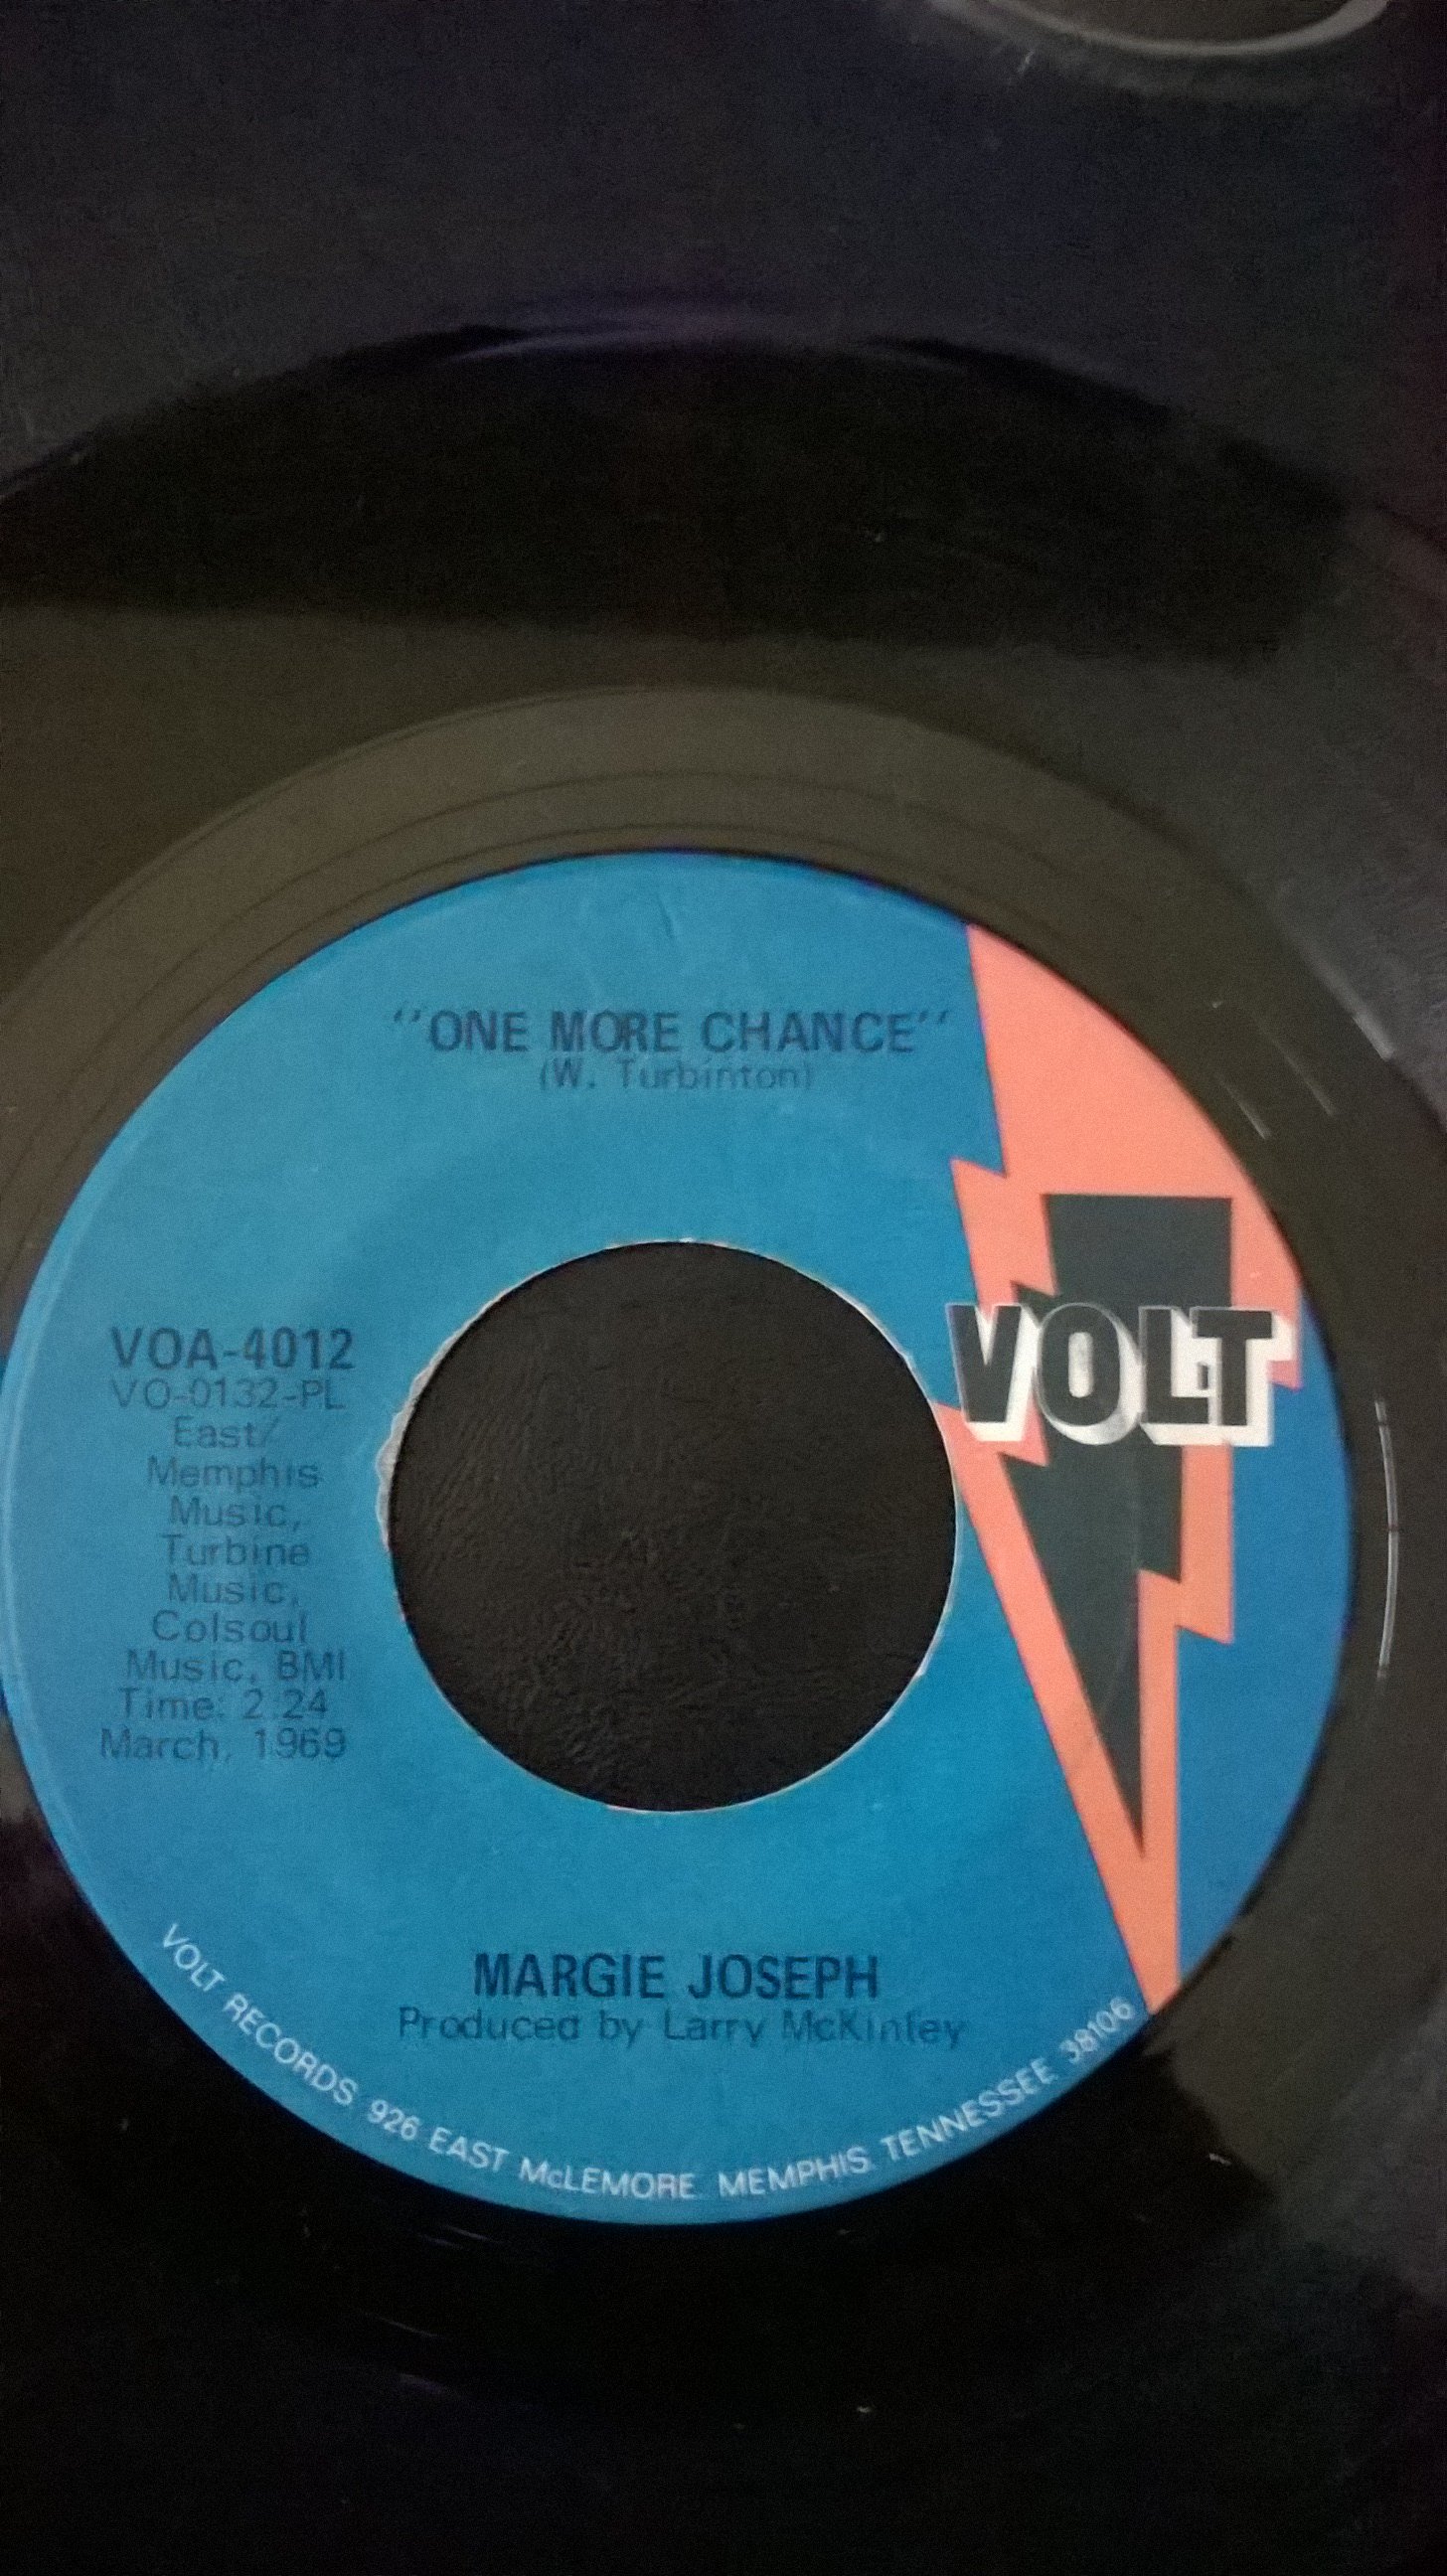 "ONE MORE CHANCE"
(W. Turbinton)
VOLT
VOA-4012
VO-0132-PL
East/
Memphis
Music,
Turbine
Music,
Colsoul
Music, BMI
Time: 2:24
March, 1969
MARGIE JOSEPH
Produced by Larry McKinley
VOLT RECORDS, 926 EAST McLEMORE, MEMPHIS, TENNESSEE 38106